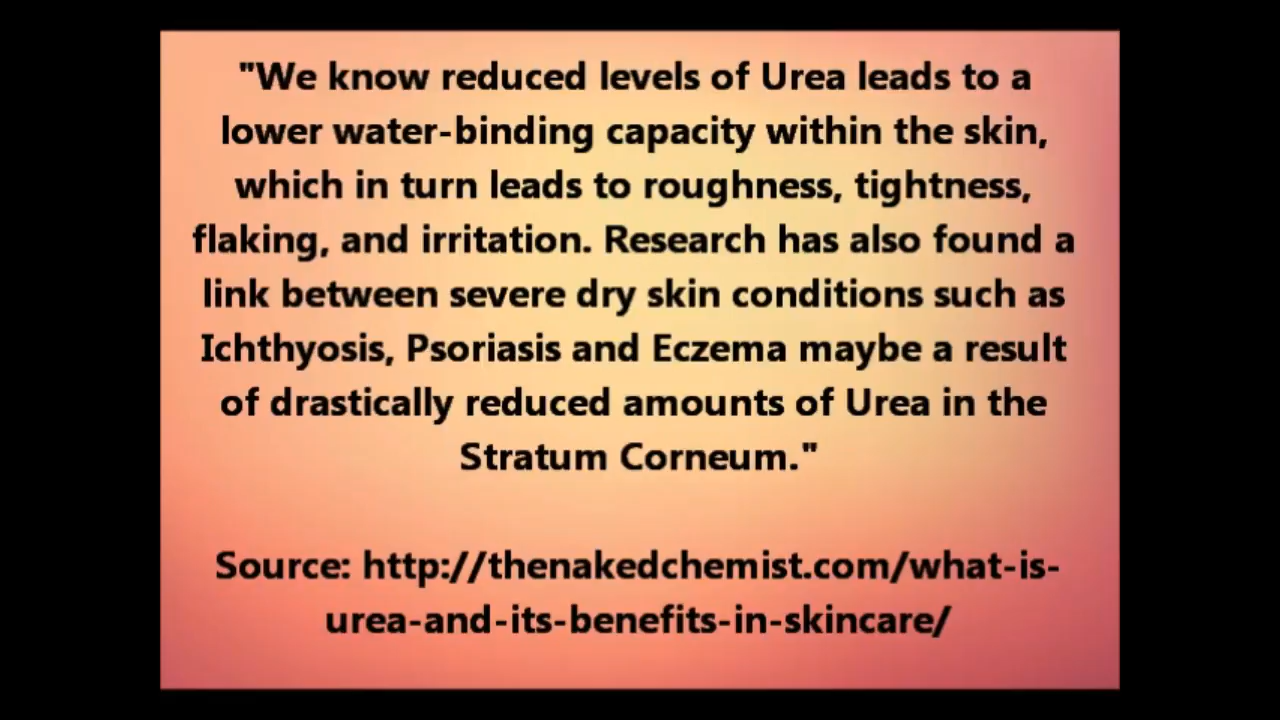 "We know reduced levels of Urea leads to a
lower water-binding capacity within the skin,
which in turn leads to roughness, tightness,
flaking, and irritation. Research has also found a
link between severe dry skin conditions such as
Ichthyosis, Psoriasis and Eczema maybe a result
of drastically reduced amounts of Urea in the
Stratum Corneum."
Source: http://thenakedchemist.com/what-is-
urea-and-its-benefits-in-skincare/